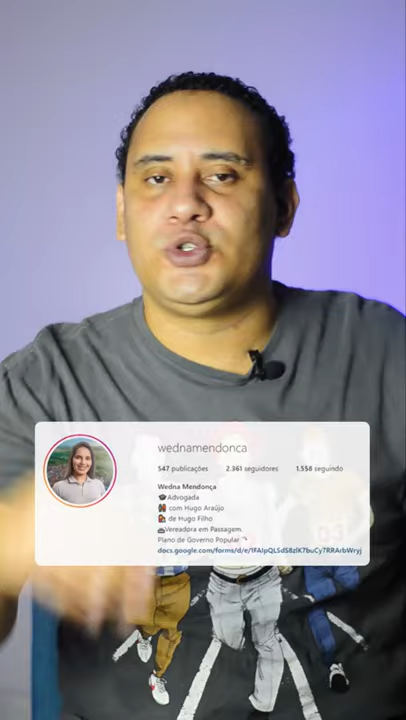 wednamendonca
547 publicações 2.361 seguidores 1.558 seguindo
Wedna Mendonça
🎓Advogada
👫 com Hugo Araújo
👩‍👦 de Hugo Filho
Vereadora em Passagem.
Plano de Governo Popular
docs.google.com/forms/d/e/1FAIpQLSdS8zlK7buCy7RRArbWryj